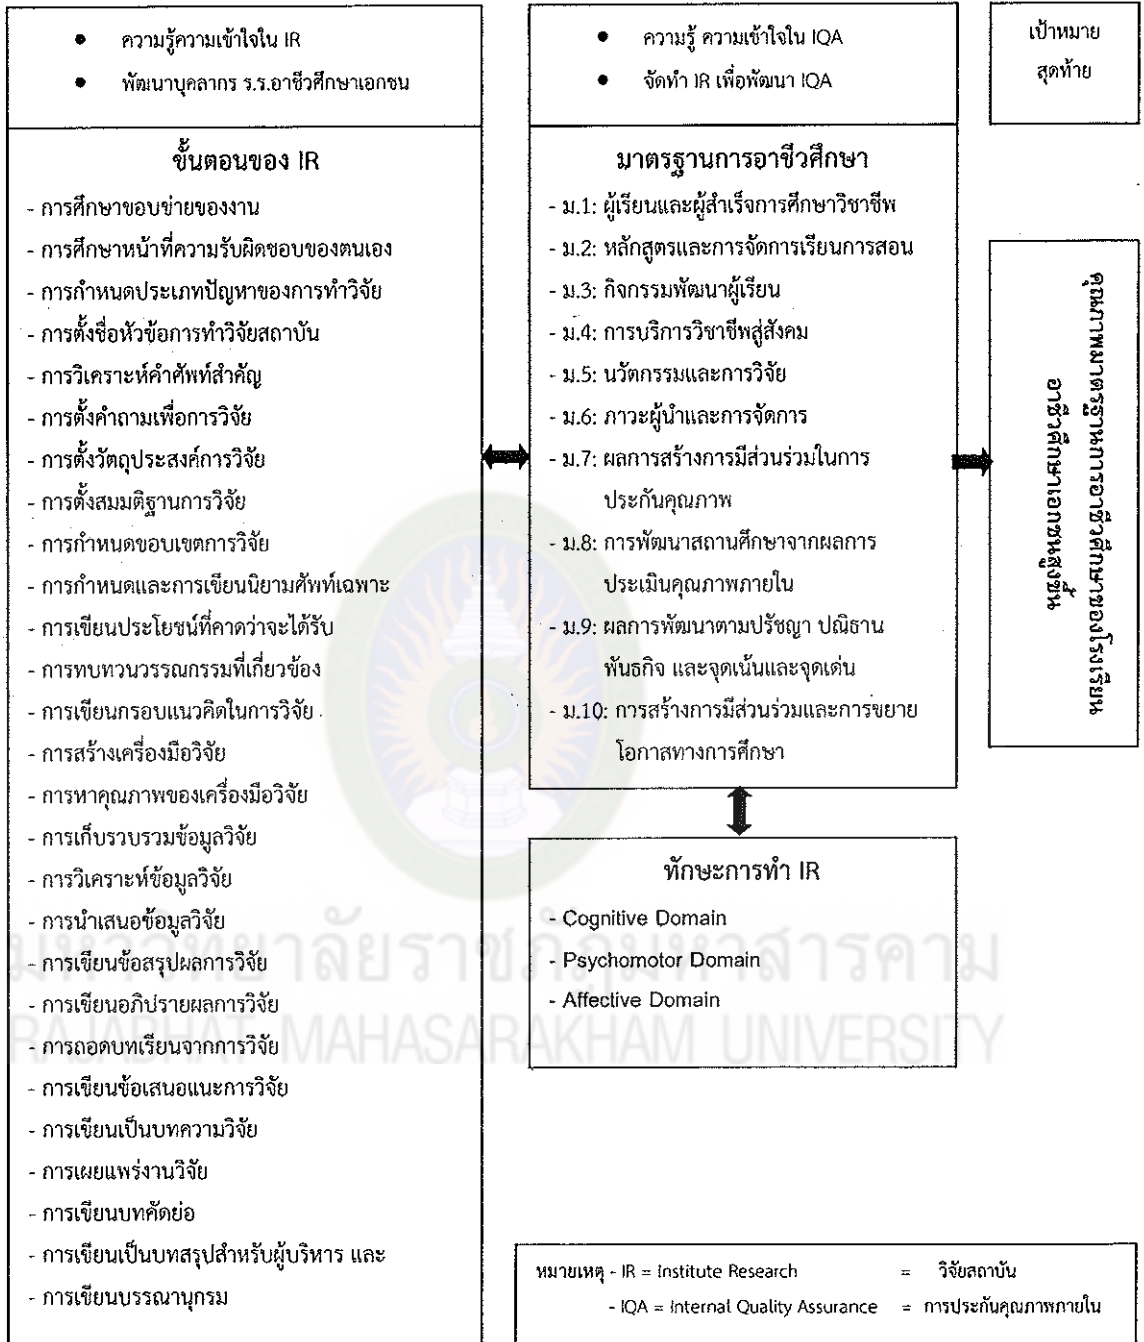 • ความรู้ความเข้าใจใน IR
• พัฒนาบุคลากร ร.ร.อาชีวศึกษาเอกชน
ขั้นตอนของ IR
- การศึกษาขอบข่ายของงาน
- การศึกษาหน้าที่ความรับผิดชอบของตนเอง
- การกำหนดประเภทปัญหาของการทำวิจัย
- การตั้งชื่อหัวข้อการทำวิจัยสถาบัน
- การวิเคราะห์คำศัพท์สำคัญ
- การตั้งคำถามเพื่อการวิจัย
- การตั้งวัตถุประสงค์การวิจัย
- การตั้งสมมติฐานการวิจัย
- การกำหนดขอบเขตการวิจัย
- การกำหนดและการเขียนนิยามศัพท์เฉพาะ
- การเขียนประโยชน์ที่คาดว่าจะได้รับ
- การทบทวนวรรณกรรมที่เกี่ยวข้อง
- การเขียนกรอบแนวคิดในการวิจัย
- การสร้างเครื่องมือวิจัย
- การหาคุณภาพของเครื่องมือวิจัย
- การเก็บรวบรวมข้อมูลวิจัย
- การวิเคราะห์ข้อมูลวิจัย
- การนำเสนอข้อมูลวิจัย
- การเขียนข้อสรุปผลการวิจัย
- การเขียนอภิปรายผลการวิจัย
- การถอดบทเรียนจากการวิจัย
- การเขียนข้อเสนอแนะการวิจัย
- การเขียนเป็นบทความวิจัย
- การเผยแพร่งานวิจัย
- การเขียนบทคัดย่อ
- การเขียนเป็นบทสรุปสำหรับผู้บริหาร และ
- การเขียนบรรณานุกรม
• ความรู้ ความเข้าใจใน IQA
• จัดทำ IR เพื่อพัฒนา IQA
มาตรฐานการอาชีวศึกษา
- ม.1: ผู้เรียนและผู้สำเร็จการศึกษาวิชาชีพ
- ม.2: หลักสูตรและการจัดการเรียนการสอน
- ม.3: กิจกรรมพัฒนาผู้เรียน
- ม.4: การบริการวิชาชีพสู่สังคม
- ม.5: นวัตกรรมและการวิจัย
- ม.6: ภาวะผู้นำและการจัดการ
- ม.7: ผลการสร้างการมีส่วนร่วมในการ
ประกันคุณภาพ
- ม.8: การพัฒนาสถานศึกษาจากผลการ
ประเมินคุณภาพภายใน
- ม.9: ผลการพัฒนาตามปรัชญา ปณิธาน
พันธกิจ และจุดเน้นและจุดเด่น
- ม.10: การสร้างการมีส่วนร่วมและการขยาย
โอกาสทางการศึกษา
ทักษะการทำ IR
- Cognitive Domain
- Psychomotor Domain
- Affective Domain
เป้าหมาย
สุดท้าย
คุณภาพมาตรฐานการอาชีวศึกษาของโรงเรียน
อาชีวศึกษาเอกชนสูงขึ้น
หมายเหตุ - IR = Institute Research = วิจัยสถาบัน
- IQA = Internal Quality Assurance = การประกันคุณภาพภายใน
มหาวิทยาลัยราชภัฏมหาสารคาม
RAJABHAT MAHASARAKHAM UNIVERSITY